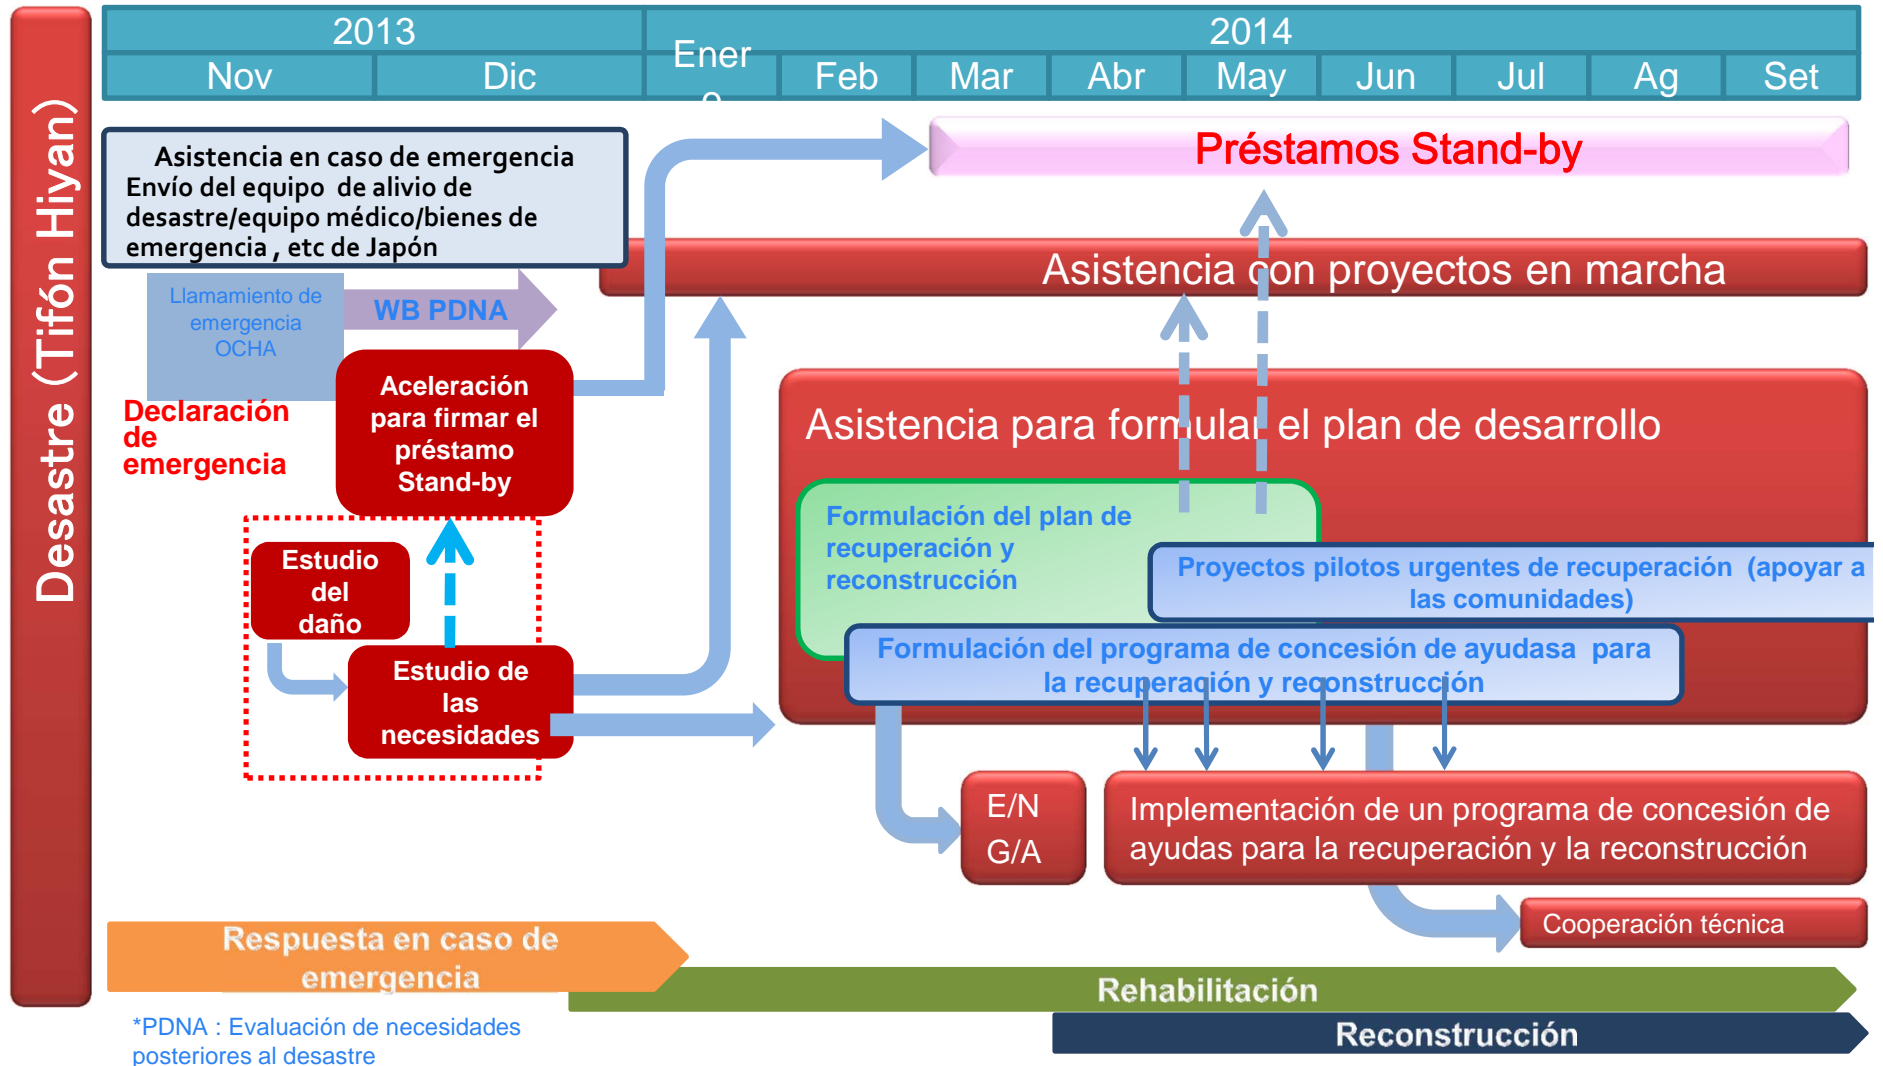 Desastre (Tifón Hiyan)
2013
2014
Nov
Dic
Ener
o
Feb
Mar
Abr
May
Jun
Jul
Ag
Set
Asistencia en caso de emergencia
Envío del equipo de alivio de
desastre/equipo médico/bienes de
emergencia , etc de Japón
Préstamos Stand-by
Asistencia con proyectos en marcha
Llamamiento de
emergencia
OCHA
WB PDNA
Declaración
de
emergencia
Aceleración
para firmar el
préstamo
Stand-by
Estudio
del
daño
Estudio de
las
necesidades
Asistencia para formular el plan de desarrollo
Formulación del plan de
recuperación y
reconstrucción
Proyectos pilotos urgentes de recuperación (apoyar a
las comunidades)
Formulación del programa de concesión de ayudasa para
la recuperación y reconstrucción
E/N
G/A
Implementación de un programa de concesión de
ayudas para la recuperación y la reconstrucción
Cooperación técnica
Respuesta en caso de
emergencia
Rehabilitación
Reconstrucción
*PDNA : Evaluación de necesidades
posteriores al desastre